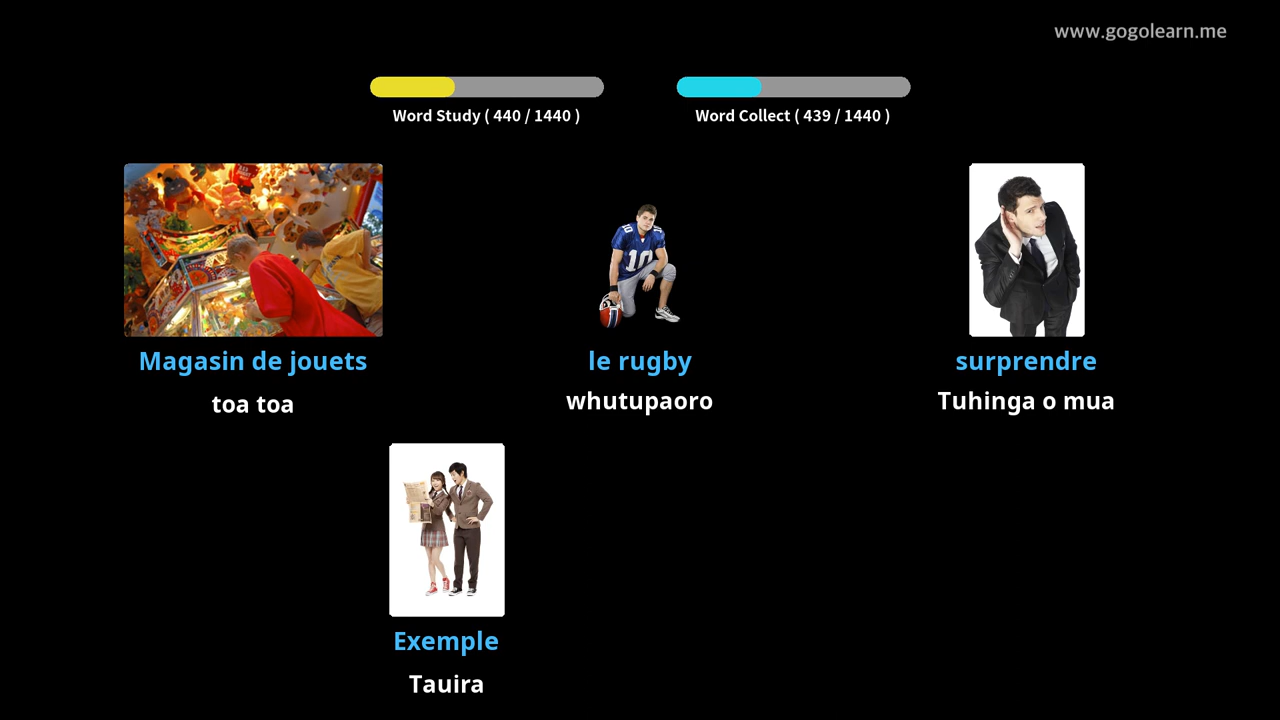 www.gogolearn.me
Word Study ( 440 / 1440 )
Word Collect ( 439 / 1440 )
Magasin de jouets
toa toa
le rugby
whutupaoro
surprendre
Tuhinga o mua
Exemple
Tauira